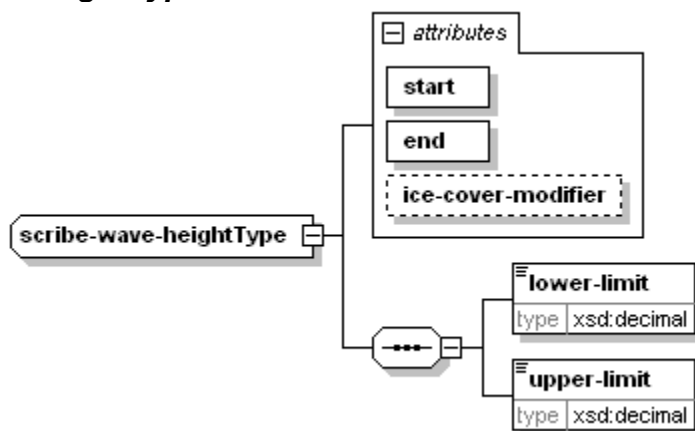 attributes
start
end
ice-cover-modifier
scribe-wave-heightType
lower-limit
type xsd:decimal
upper-limit
type xsd:decimal